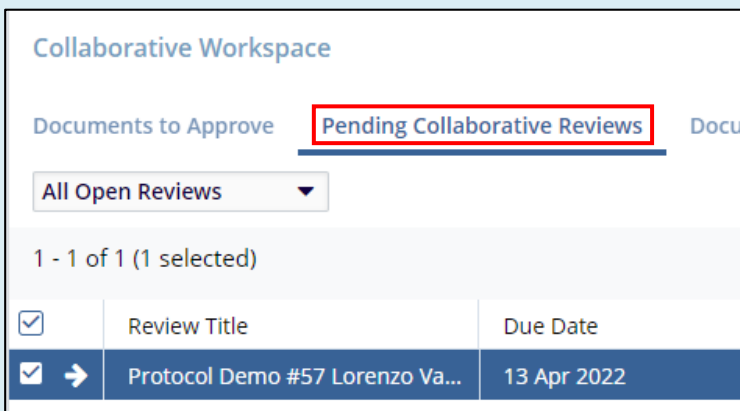 Collaborative Workspace
Documents to Approve Pending Collaborative Reviews Docu
All Open Reviews
1 - 1 of 1 (1 selected)
Review Title Due Date
Protocol Demo #57 Lorenzo Va... 13 Apr 2022